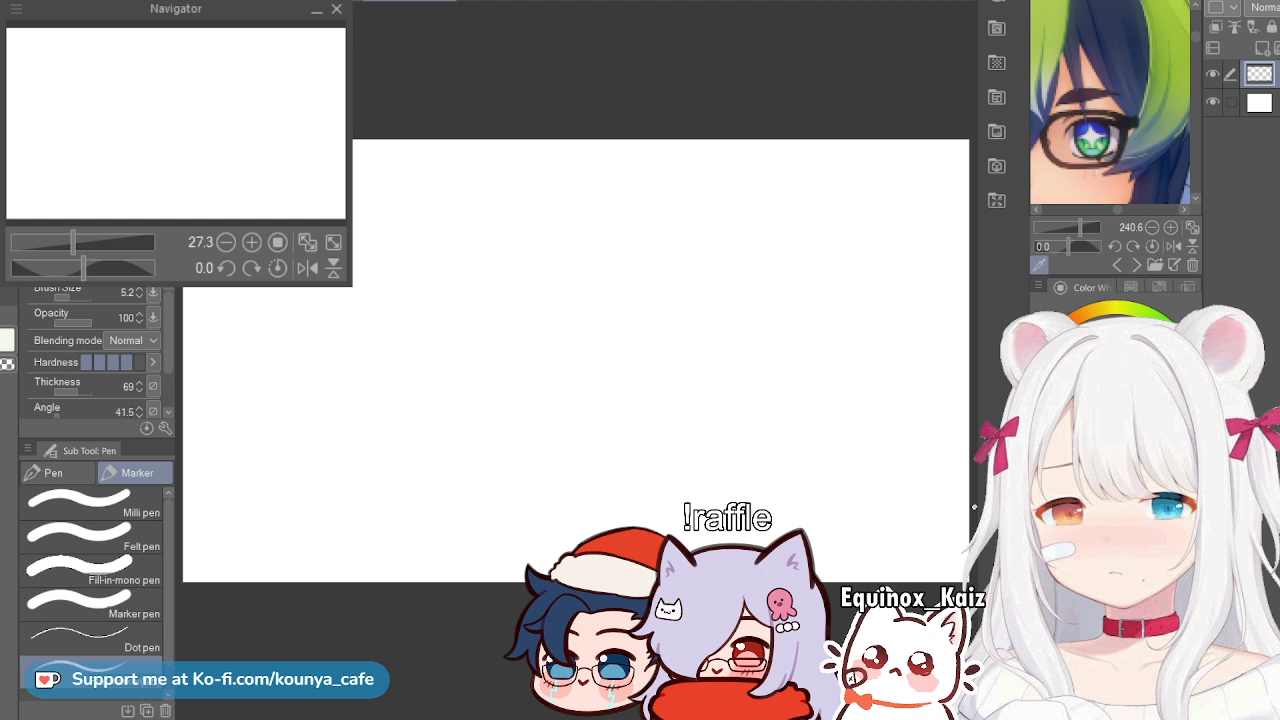 Navigator
27.3
0.0
Brush Size
5.2
Opacity
100
Blending mode
Normal
Hardness
Thickness
69
Angle
41.5
Sub Tool: Pen
Pen
Marker
Milli pen
Felt pen
Fill-in-mono pen
Marker pen
Dot pen
Support me at Ko-fi.com/kounya_cafe
!raffle
Equinox_Kaiz
240.6
0.0
Color Wh
Norma